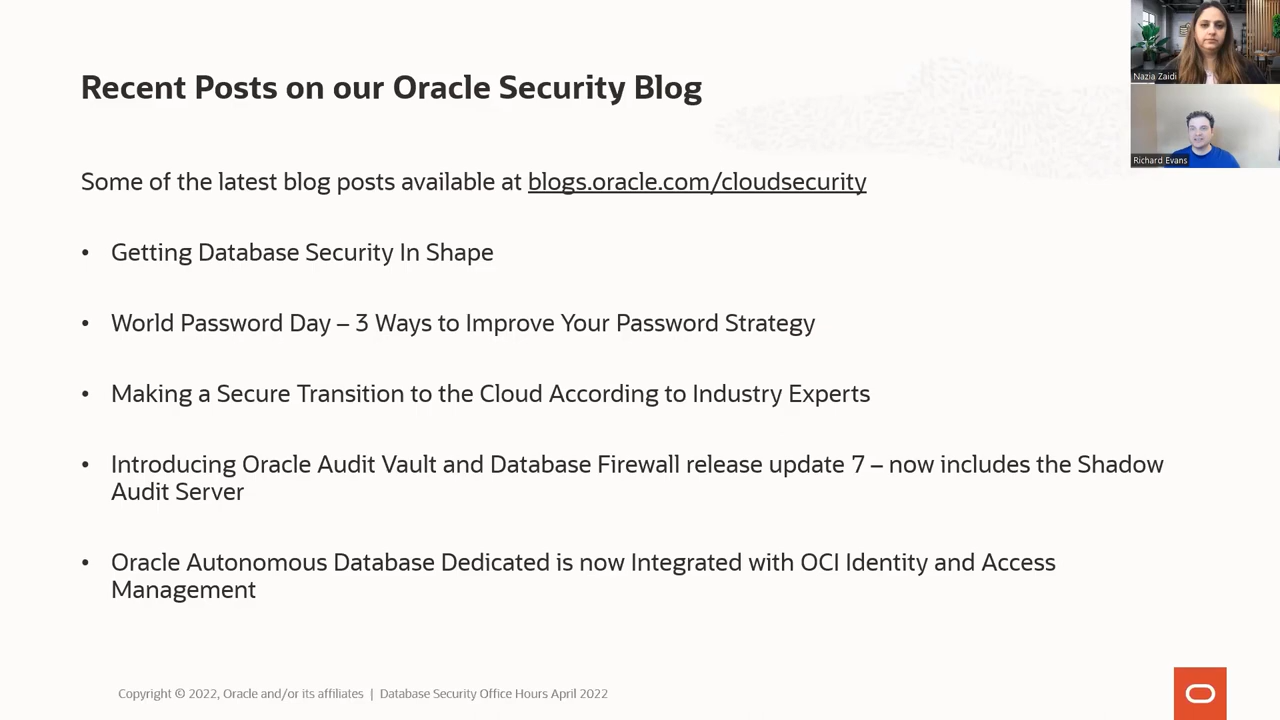 Recent Posts on our Oracle Security Blog
Nazia Zaidi
Richard Evans
Some of the latest blog posts available at blogs.oracle.com/cloudsecurity
• Getting Database Security In Shape
• World Password Day – 3 Ways to Improve Your Password Strategy
• Making a Secure Transition to the Cloud According to Industry Experts
• Introducing Oracle Audit Vault and Database Firewall release update 7 – now includes the Shadow
Audit Server
• Oracle Autonomous Database Dedicated is now Integrated with OCI Identity and Access
Management
Copyright © 2022, Oracle and/or its affiliates | Database Security Office Hours April 2022